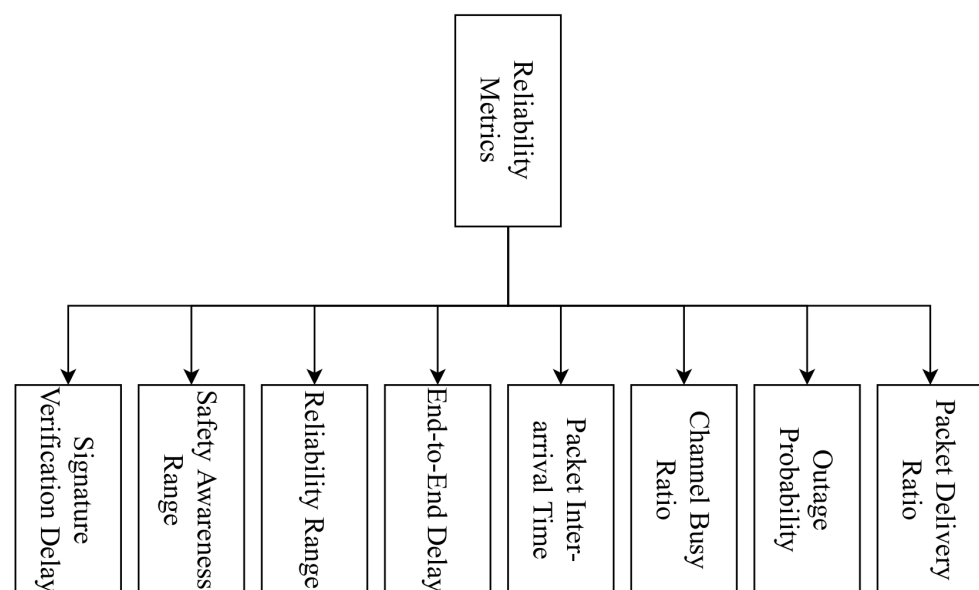 Reliability
Metrics
Packet Delivery
Ratio
Outage
Probability
Channel Busy
Ratio
Packet Inter-
arrival Time
End-to-End Delay
Reliability Range
Safety Awareness
Range
Signature
Verification Delay